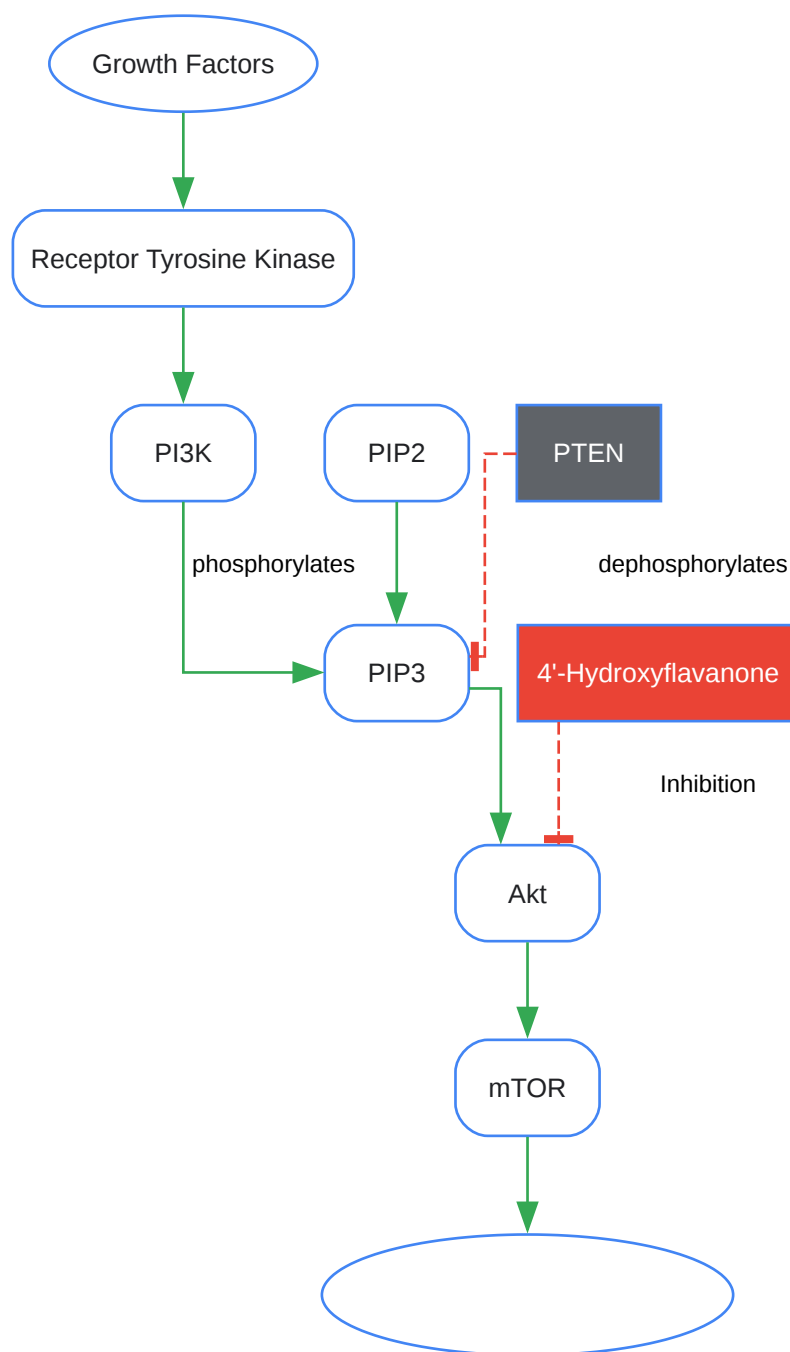 Growth Factors
Receptor Tyrosine Kinase
PI3K
PIP2
PTEN
phosphorylates
dephosphorylates
PIP3
4'-Hydroxyflavanone
Inhibition
Akt
mTOR